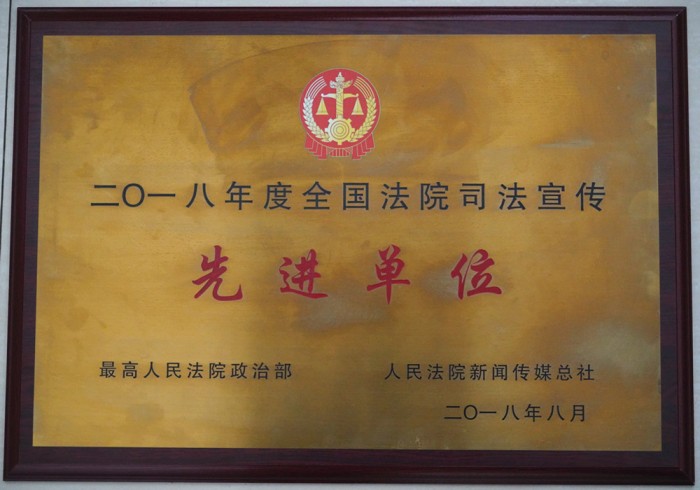 二〇一八年度全国法院司法宣传
先进单位
最高人民法院政治部
人民法院新闻传媒总社
二〇一八年八月